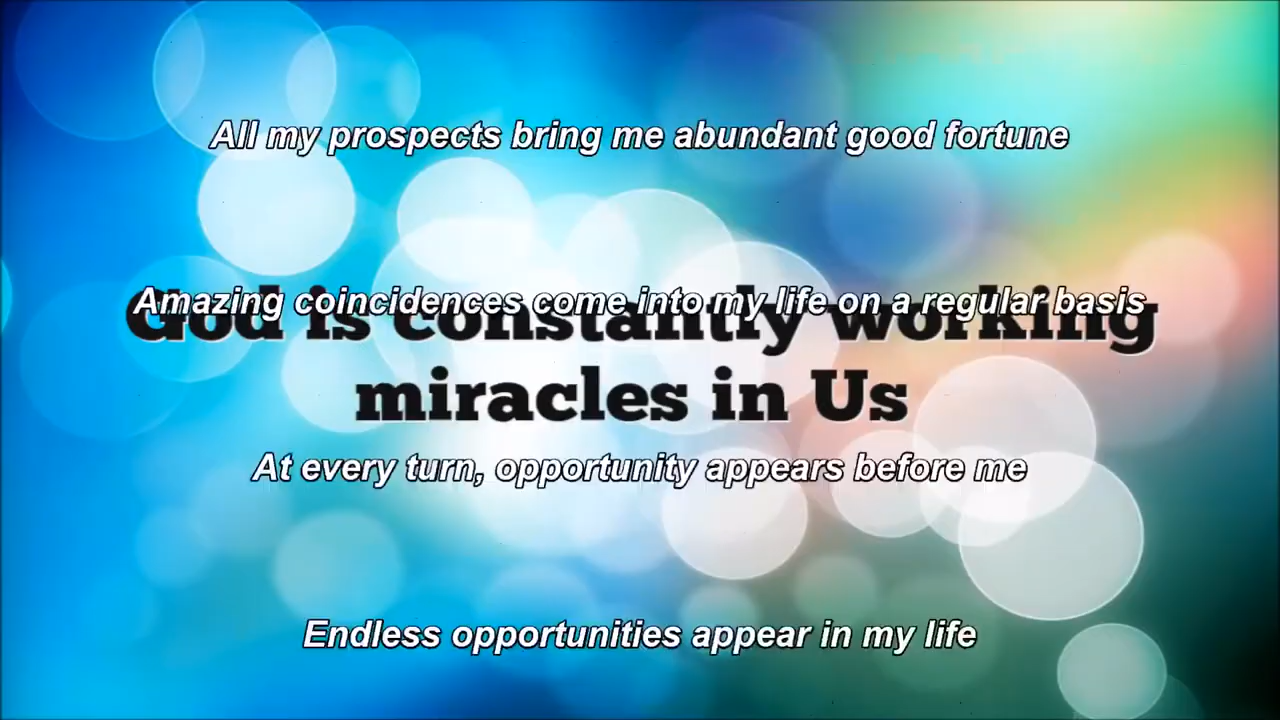 All my prospects bring me abundant good fortune
Amazing coincidences come into my life on a regular basis
God is constantly working
miracles in Us
At every turn, opportunity appears before me
Endless opportunities appear in my life